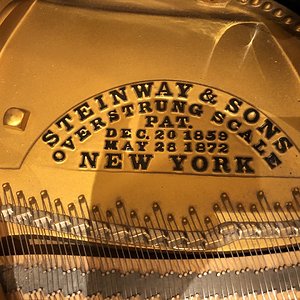 STEINWAY & SONS
OVERSTRUNG SCALE
PAT.
DEC. 20 1859
MAY 28 1872
NEW YORK